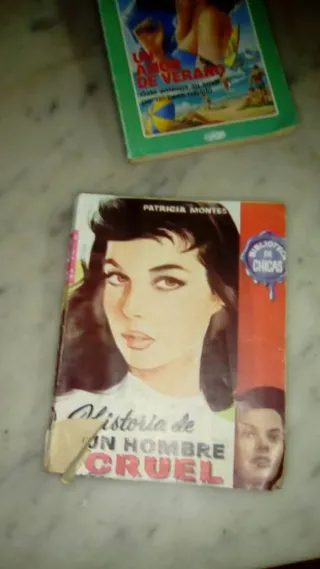 UN
AMOR
DE VERANO
PATRICIA MONTES
BIBLIOTECA
DE
CHICAS
Historia de
UN HOMBRE
CRUEL